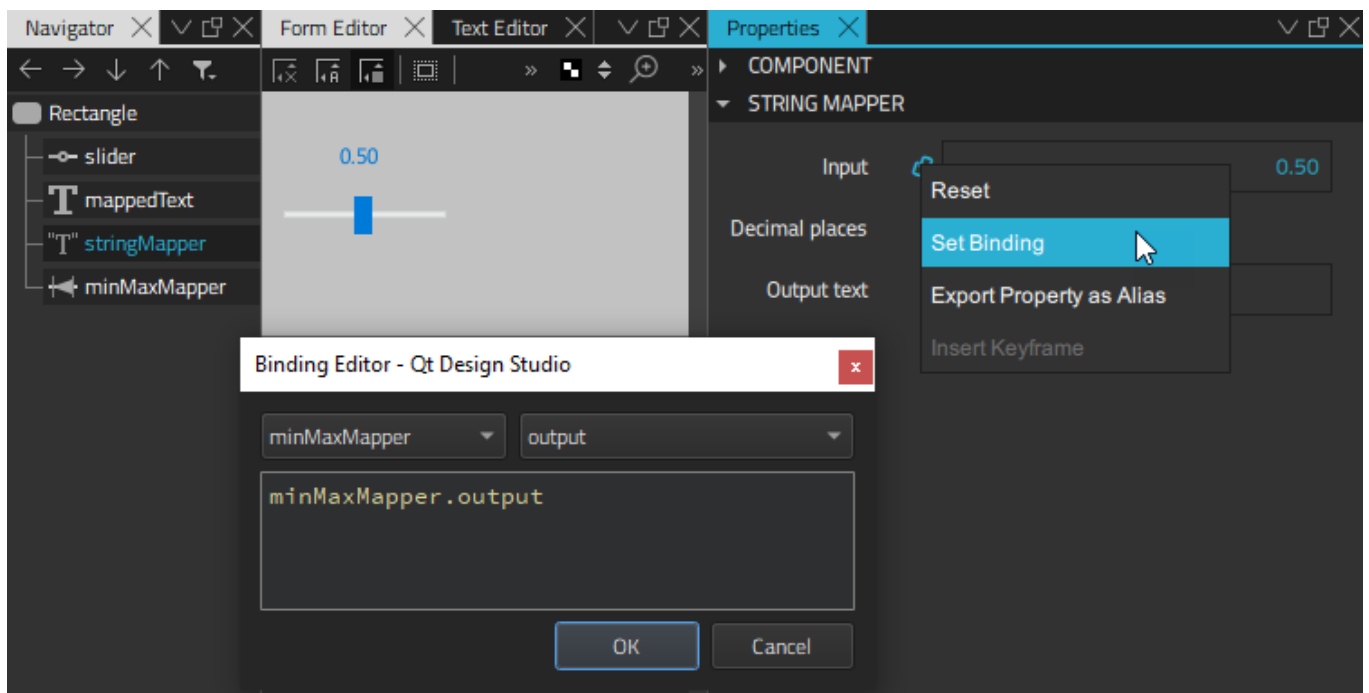 Navigator
Form Editor
Text Editor
Properties
COMPONENT
STRING MAPPER
Rectangle
slider
mappedText
"T" stringMapper
minMaxMapper
0.50
Input
0.50
Decimal places
Output text
Reset
Set Binding
Export Property as Alias
Insert Keyframe
Binding Editor - Qt Design Studio
minMaxMapper
output
minMaxMapper.output
OK
Cancel